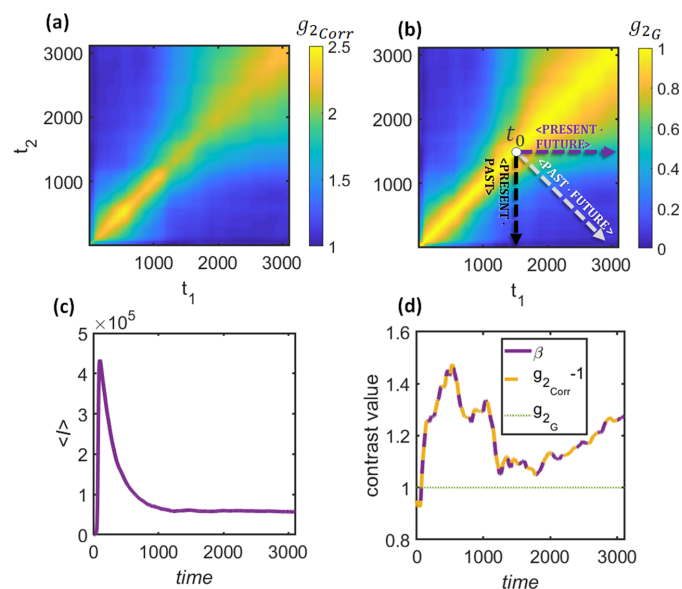 (a)
g2Corr
3000
2000
1000
t2
1000 2000 3000
t1
2.5
2
1.5
1
(b)
g2G
3000
2000
1000
t0
<PRESENT · FUTURE>
<PRESENT · PAST>
<PAST · FUTURE>
1000 2000 3000
t1
1
0.8
0.6
0.4
0.2
0
(c)
×10^5
5
4
3
2
1
0
<I>
0 1000 2000 3000
time
(d)
1.6
1.4
1.2
1
0.8
contrast value
β
g2Corr-1
g2G
0 1000 2000 3000
time